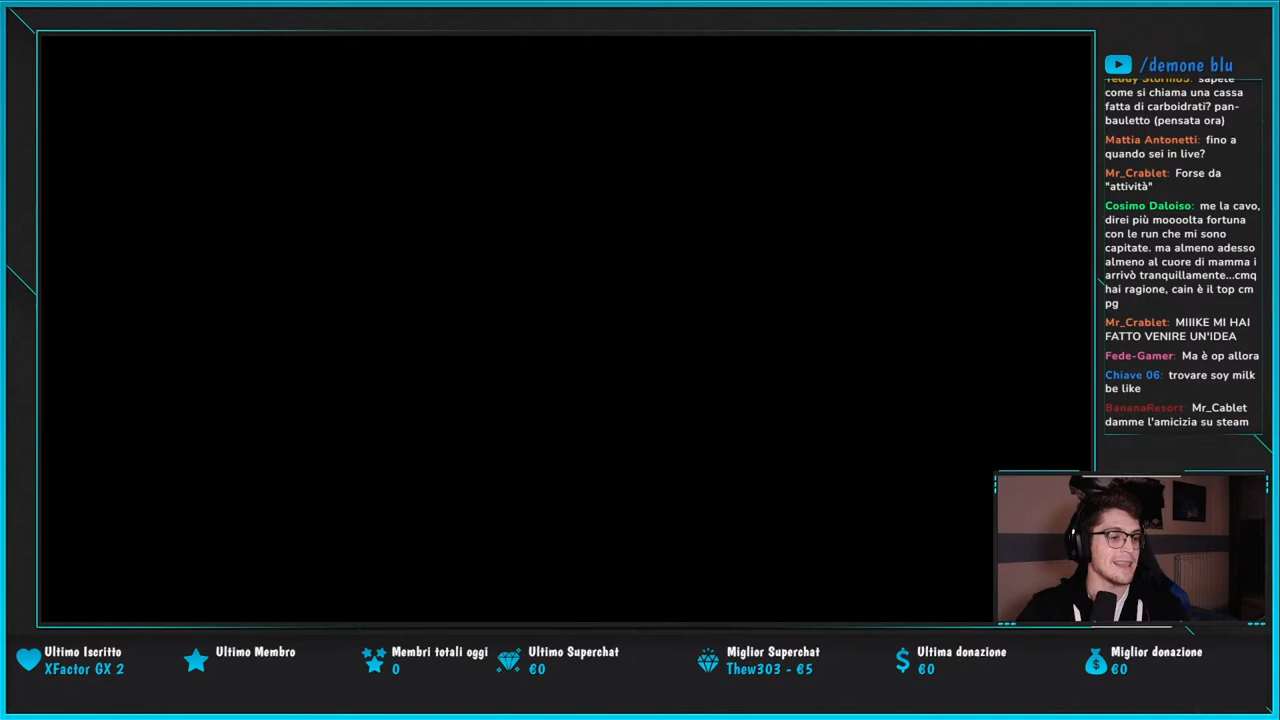 /demone blu
Teddy Stormu5: sapete
come si chiama una cassa
fatta di carboidrati? pan-
bauletto (pensata ora)
Mattia Antonetti: fino a
quando sei in live?
Mr_Crablet: Forse da
"attività"
Cosimo Daloiso: me la cavo,
direi più moooolta fortuna
con le run che mi sono
capitate. ma almeno adesso
almeno al cuore di mamma i
arrivò tranquillamente...cmq
hai ragione, cain è il top cm
pg
Mr_Crablet: MIIIKE MI HAI
FATTO VENIRE UN'IDEA
Fede-Gamer: Ma è op allora
Chiave 06: trovare soy milk
be like
BananaResort: Mr_Cablet
damme l'amicizia su steam
Ultimo Iscritto
XFactor GX 2
Ultimo Membro
Membri totali oggi
0
Ultimo Superchat
€0
Miglior Superchat
Thew303 - €5
Ultima donazione
€0
Miglior donazione
€0